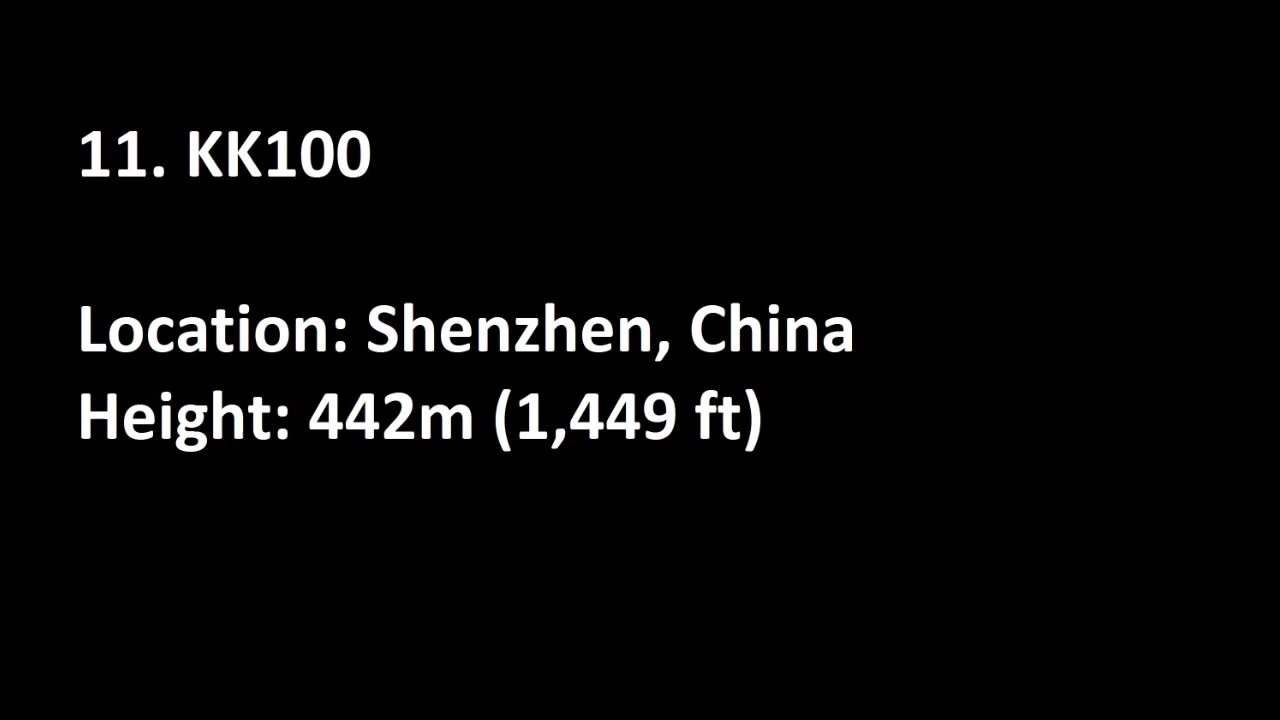 11. KK100
Location: Shenzhen, China
Height: 442m (1,449 ft)